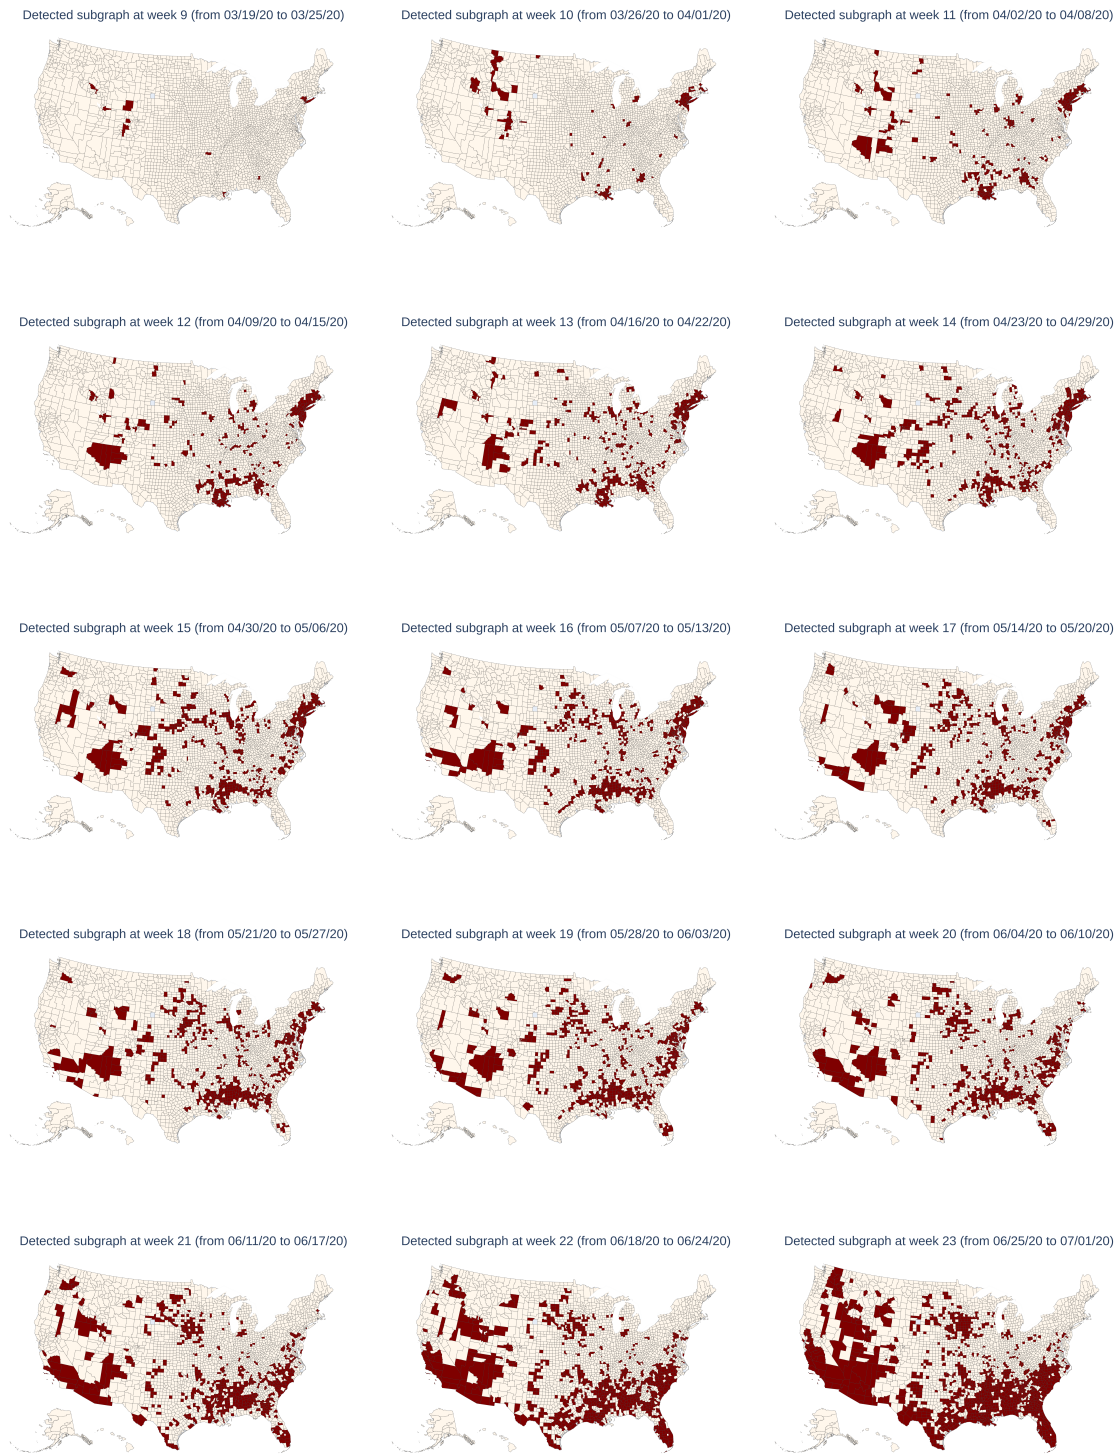 Detected subgraph at week 9 (from 03/19/20 to 03/25/20)
Detected subgraph at week 10 (from 03/26/20 to 04/01/20)
Detected subgraph at week 11 (from 04/02/20 to 04/08/20)
Detected subgraph at week 12 (from 04/09/20 to 04/15/20)
Detected subgraph at week 13 (from 04/16/20 to 04/22/20)
Detected subgraph at week 14 (from 04/23/20 to 04/29/20)
Detected subgraph at week 15 (from 04/30/20 to 05/06/20)
Detected subgraph at week 16 (from 05/07/20 to 05/13/20)
Detected subgraph at week 17 (from 05/14/20 to 05/20/20)
Detected subgraph at week 18 (from 05/21/20 to 05/27/20)
Detected subgraph at week 19 (from 05/28/20 to 06/03/20)
Detected subgraph at week 20 (from 06/04/20 to 06/10/20)
Detected subgraph at week 21 (from 06/11/20 to 06/17/20)
Detected subgraph at week 22 (from 06/18/20 to 06/24/20)
Detected subgraph at week 23 (from 06/25/20 to 07/01/20)